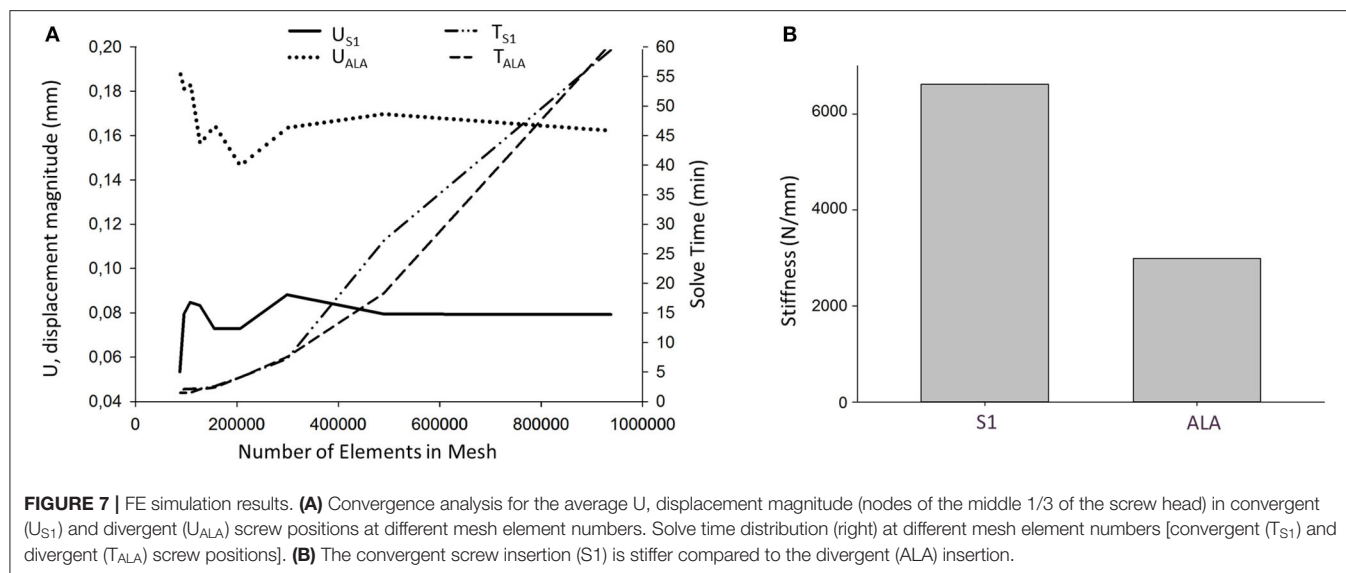 A
U_S1
T_S1
U_ALA
T_ALA
0,20
0,18
0,16
0,14
0,12
0,10
0,08
0,06
0,04
U, displacement magnitude (mm)
60
55
50
45
40
35
30
25
20
15
10
5
0
Solve Time (min)
0
200000
400000
600000
800000
1000000
Number of Elements in Mesh
B
6000
4000
2000
0
Stiffness (N/mm)
S1
ALA
FIGURE 7 | FE simulation results. (A) Convergence analysis for the average U, displacement magnitude (nodes of the middle 1/3 of the screw head) in convergent
(U_S1) and divergent (U_ALA) screw positions at different mesh element numbers. Solve time distribution (right) at different mesh element numbers [convergent (T_S1) and
divergent (T_ALA) screw positions]. (B) The convergent screw insertion (S1) is stiffer compared to the divergent (ALA) insertion.